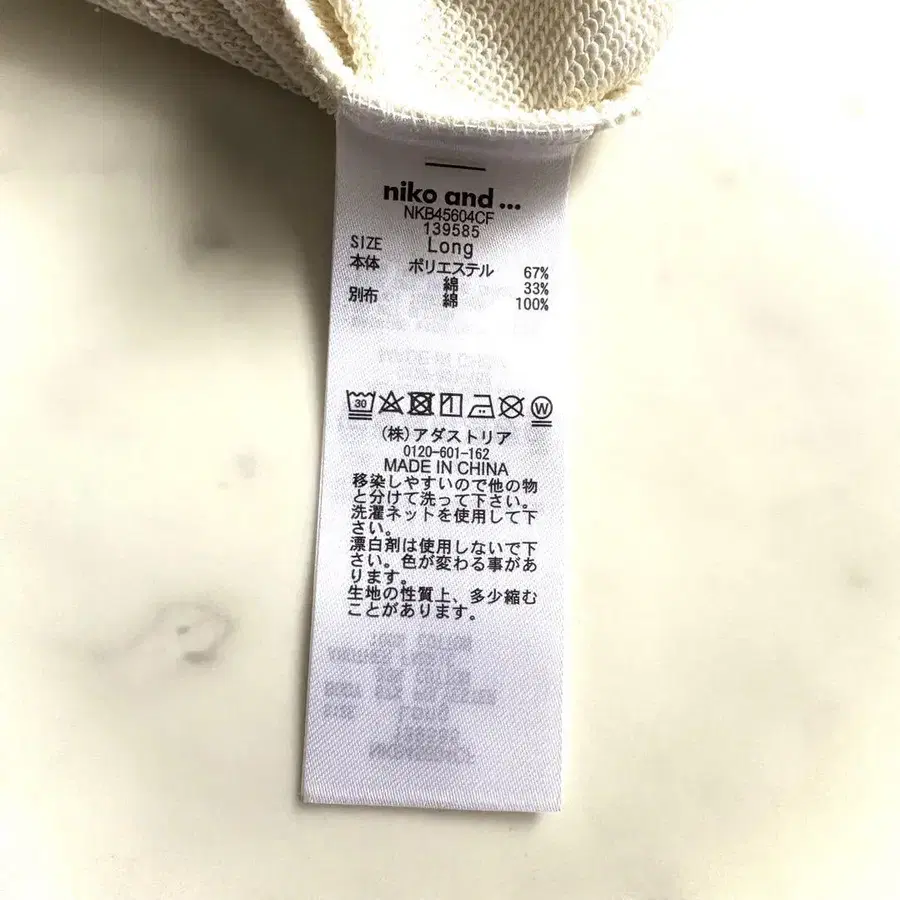 niko and ...
NKB45604CF
139585
SIZE Long
本体 ポリエステル 67%
綿 33%
別布 綿 100%
30
(株)アダストリア
0120-601-162
MADE IN CHINA
移染しやすいので他の物
と分けて洗って下さい。
洗濯ネットを使用して下
さい。
漂白剤は使用しないで下
さい。色が変わる事があ
ります。
生地の性質上、多少縮む
ことがあります。